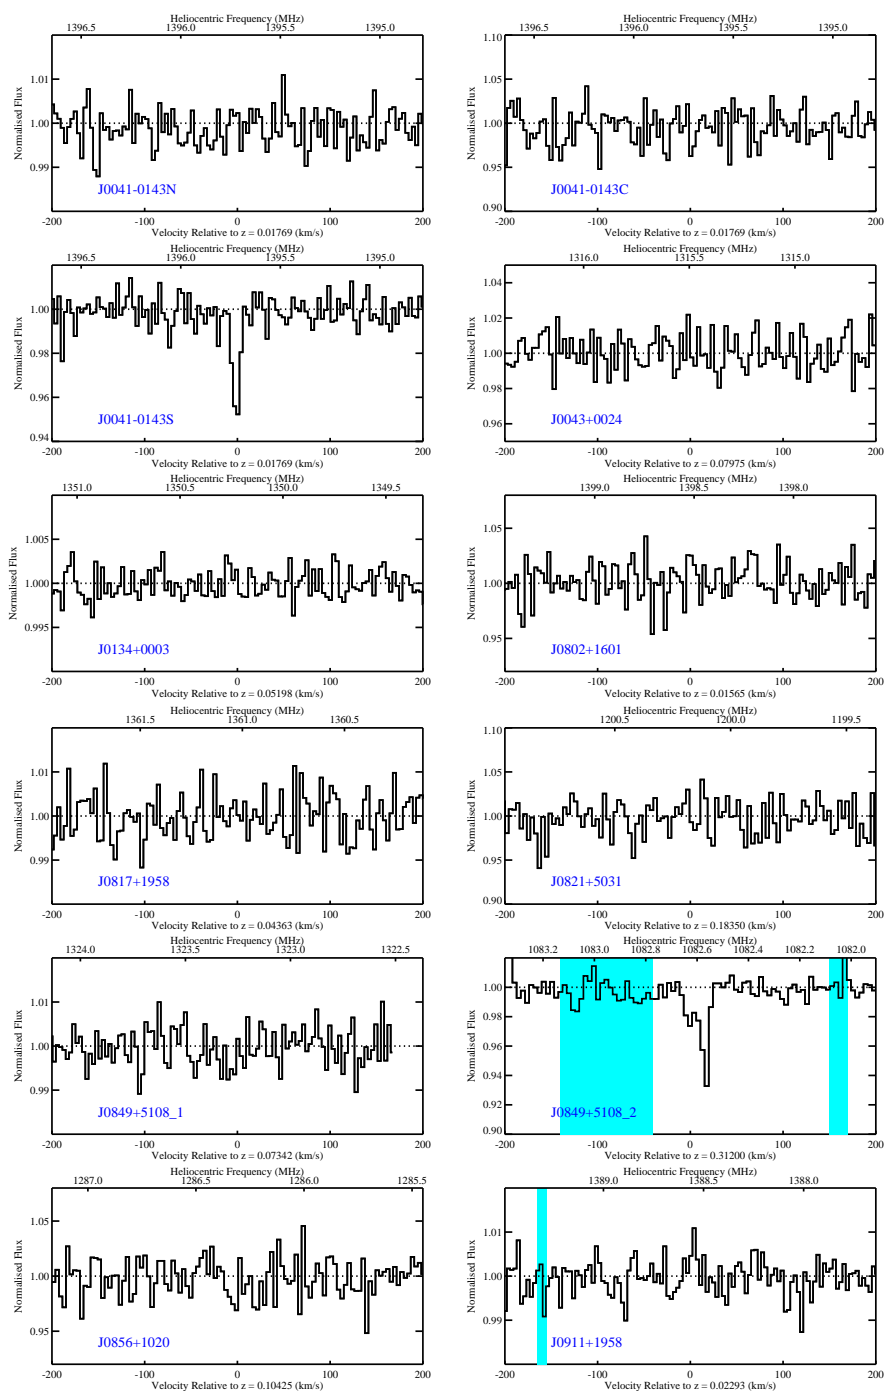 Heliocentric Frequency (MHz) Heliocentric Frequency (MHz)
1396.5 1396.0 1395.5 1395.0 1396.5 1396.0 1395.5 1395.0
1.01 1.00 0.99 1.10 1.05 1.00 0.95 0.90
Normalised Flux Normalised Flux
J0041-0143N J0041-0143C
-200 -100 0 100 200 -200 -100 0 100 200
Velocity Relative to z = 0.01769 (km/s) Velocity Relative to z = 0.01769 (km/s)
Heliocentric Frequency (MHz) Heliocentric Frequency (MHz)
1396.5 1396.0 1395.5 1395.0 1316.0 1315.5 1315.0
1.00 0.98 0.96 0.94 1.04 1.02 1.00 0.98 0.96
Normalised Flux Normalised Flux
J0041-0143S J0043+0024
-200 -100 0 100 200 -200 -100 0 100 200
Velocity Relative to z = 0.01769 (km/s) Velocity Relative to z = 0.07975 (km/s)
Heliocentric Frequency (MHz) Heliocentric Frequency (MHz)
1351.0 1350.5 1350.0 1349.5 1399.0 1398.5 1398.0
1.005 1.000 0.995 1.05 1.00 0.95
Normalised Flux Normalised Flux
J0134+0003 J0802+1601
-200 -100 0 100 200 -200 -100 0 100 200
Velocity Relative to z = 0.05198 (km/s) Velocity Relative to z = 0.01565 (km/s)
Heliocentric Frequency (MHz) Heliocentric Frequency (MHz)
1361.5 1361.0 1360.5 1200.5 1200.0 1199.5
1.01 1.00 0.99 1.10 1.05 1.00 0.95 0.90
Normalised Flux Normalised Flux
J0817+1958 J0821+5031
-200 -100 0 100 200 -200 -100 0 100 200
Velocity Relative to z = 0.04363 (km/s) Velocity Relative to z = 0.18350 (km/s)
Heliocentric Frequency (MHz) Heliocentric Frequency (MHz)
1324.0 1323.5 1323.0 1322.5 1083.2 1083.0 1082.8 1082.6 1082.4 1082.2 1082.0
1.01 1.00 0.99 1.00 0.98 0.96 0.94 0.92 0.90
Normalised Flux Normalised Flux
J0849+5108_1 J0849+5108_2
-200 -100 0 100 200 -200 -100 0 100 200
Velocity Relative to z = 0.07342 (km/s) Velocity Relative to z = 0.31200 (km/s)
Heliocentric Frequency (MHz) Heliocentric Frequency (MHz)
1287.0 1286.5 1286.0 1285.5 1389.0 1388.5 1388.0
1.05 1.00 0.95 1.01 1.00 0.99
Normalised Flux Normalised Flux
J0856+1020 J0911+1958
-200 -100 0 100 200 -200 -100 0 100 200
Velocity Relative to z = 0.10425 (km/s) Velocity Relative to z = 0.02293 (km/s)